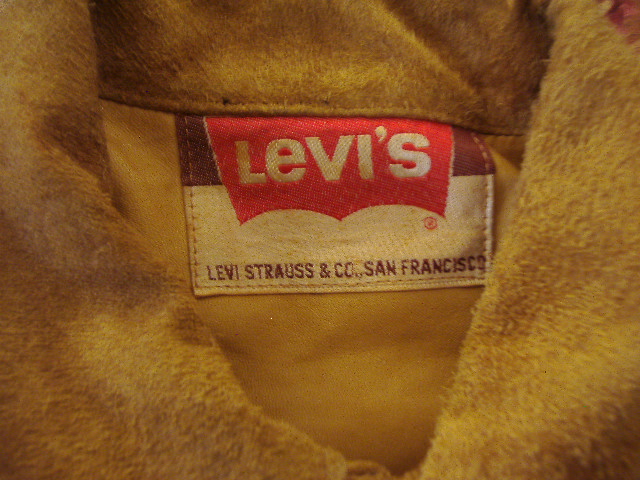 LeVI'S
®
LEVI STRAUSS & CO., SAN FRANCISCO